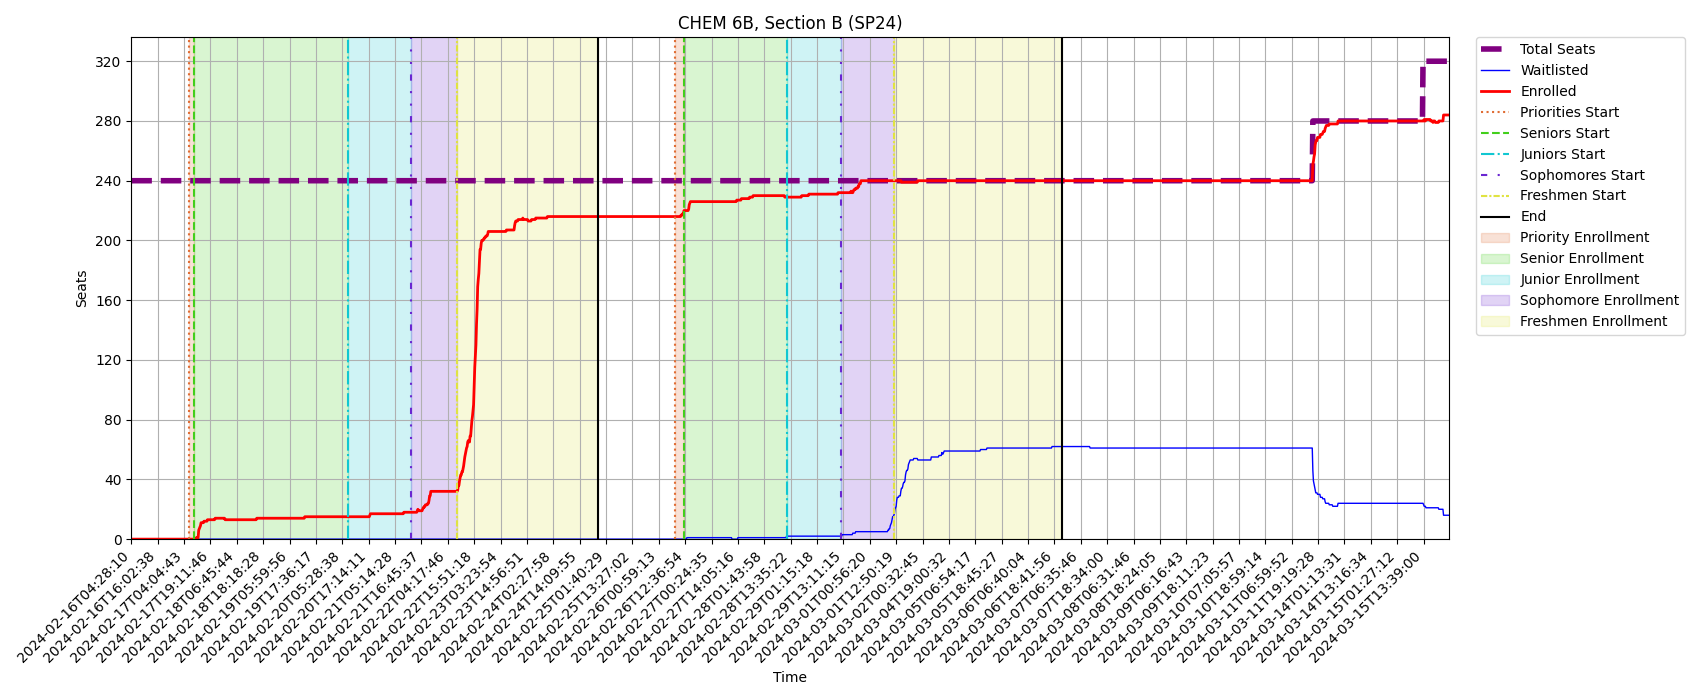 CHEM 6B, Section B (SP24)
Total Seats
Waitlisted
Enrolled
Priorities Start
Seniors Start
Juniors Start
Sophomores Start
Freshmen Start
End
Priority Enrollment
Senior Enrollment
Junior Enrollment
Sophomore Enrollment
Freshmen Enrollment
Seats
320
280
240
200
160
120
80
40
0
2024-02-16T04:28:10
2024-02-16T16:02:38
2024-02-17T04:04:43
2024-02-17T19:11:46
2024-02-18T06:45:44
2024-02-18T18:18:28
2024-02-19T05:59:56
2024-02-19T17:36:17
2024-02-20T05:28:38
2024-02-20T17:14:11
2024-02-21T05:14:28
2024-02-21T16:45:37
2024-02-22T04:17:46
2024-02-22T15:51:18
2024-02-23T03:23:54
2024-02-23T14:56:51
2024-02-24T02:27:58
2024-02-24T14:09:55
2024-02-25T01:40:29
2024-02-25T13:27:02
2024-02-26T00:59:13
2024-02-26T12:36:54
2024-02-27T00:24:35
2024-02-27T14:05:16
2024-02-28T01:43:58
2024-02-28T13:35:22
2024-02-29T01:15:18
2024-02-29T13:11:15
2024-03-01T00:56:20
2024-03-01T12:50:19
2024-03-02T00:32:45
2024-03-04T19:00:32
2024-03-05T06:54:17
2024-03-05T18:45:27
2024-03-06T06:40:04
2024-03-06T18:41:56
2024-03-07T06:35:46
2024-03-07T18:34:00
2024-03-08T06:31:46
2024-03-08T18:24:05
2024-03-09T06:16:43
2024-03-09T18:11:23
2024-03-10T07:05:57
2024-03-10T18:59:14
2024-03-11T06:59:52
2024-03-11T19:19:28
2024-03-14T01:13:31
2024-03-14T13:16:34
2024-03-15T01:27:12
2024-03-15T13:39:00
Time